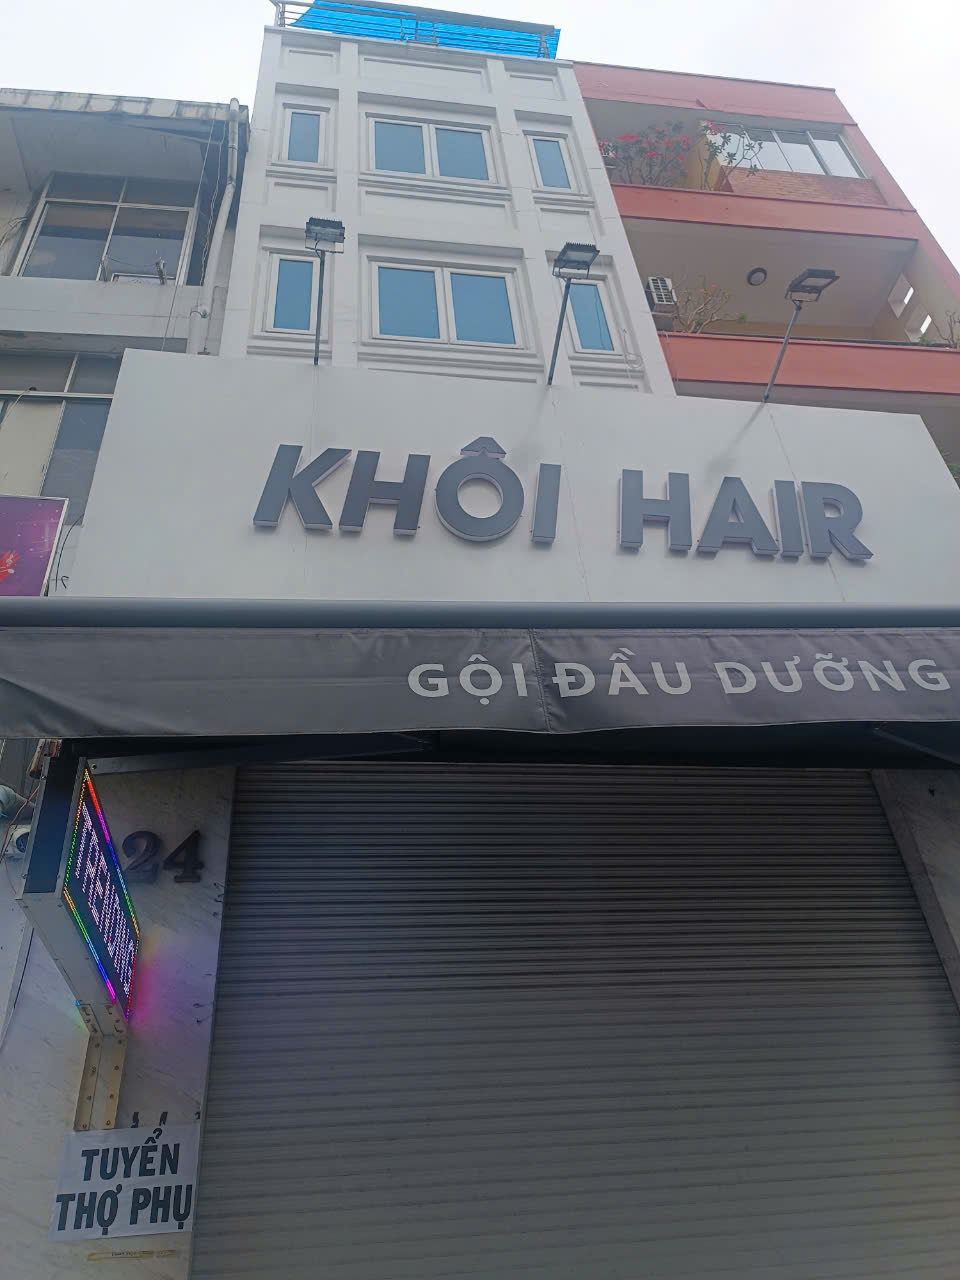 KHÔI HAIR
GỘI ĐẦU DƯỠNG
24
TUYỂN
THỢ PHỤ